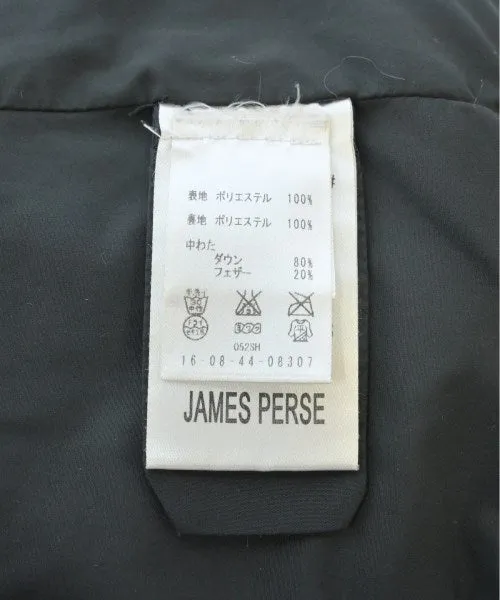 表地 ポリエステル 100%
表地 ポリエステル 100%
中わた
ダウン 80%
フェザー 20%
052SH
16-08-44-08307
JAMES PERSE